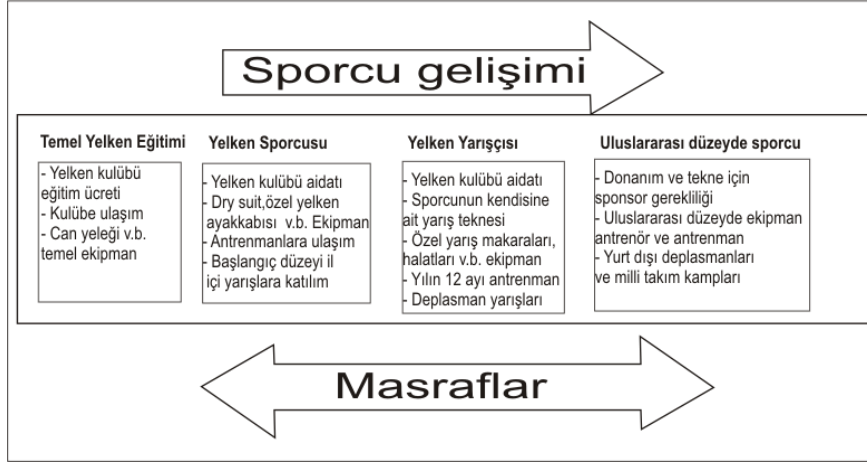 Sporcu gelişimi
Temel Yelken Eğitimi
- Yelken kulübü
eğitim ücreti
- Kulübe ulaşım
- Can yeleği v.b.
temel ekipman
Yelken Sporcusu
- Yelken kulübü aidatı
- Dry suit,özel yelken
ayakkabısı v.b. Ekipman
- Antrenmanlara ulaşım
- Başlangıç düzeyi il
içi yarışlara katılım
Yelken Yarışçısı
- Yelken kulübü aidatı
- Sporcunun kendisine
ait yarış teknesi
- Özel yarış makaraları,
halatları v.b. ekipman
- Yılın 12 ayı antrenman
- Deplasman yarışları
Uluslararası düzeyde sporcu
- Donanım ve tekne için
sponsor gerekliliği
- Uluslararası düzeyde ekipman
antrenör ve antrenman
- Yurt dışı deplasmanları
ve milli takım kampları
Masraflar